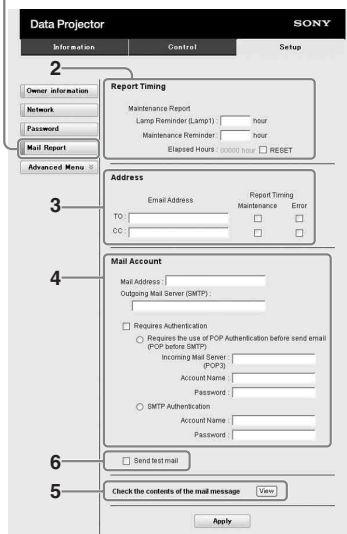 Data Projector SONY
Information Control Setup
2
Owner information
Network
Password
Mail Report
Advanced Menu
Report Timing
Maintenance Report
Lamp Reminder (Lamp1) : hour
Maintenance Reminder : hour
Elapsed Hours : 00000 hour RESET
3
Address
Email Address Report Timing
Maintenance Error
TO :
CC :
4
Mail Account
Mail Address :
Outgoing Mail Server (SMTP) :
Requires Authentication
Requires the use of POP Authentication before send email
(POP before SMTP)
Incoming Mail Server :
(POP3)
Account Name :
Password :
SMTP Authentication
Account Name :
Password :
6
Send test mail
5
Check the contents of the mail message View
Apply